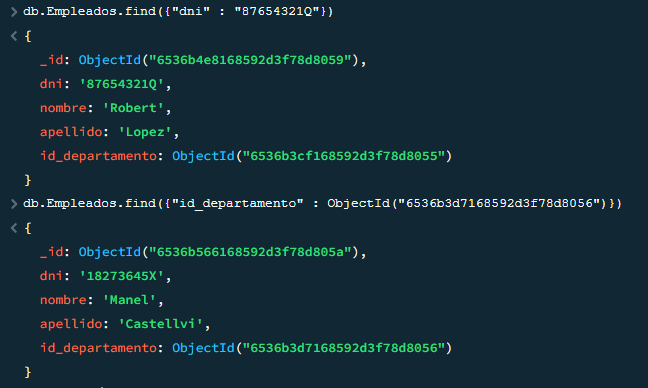 > db.Empleados.find({"dni" : "87654321Q"})
< {
_id: ObjectId("6536b4e8168592d3f78d8059"),
dni: '87654321Q',
nombre: 'Robert',
apellido: 'Lopez',
id_departamento: ObjectId("6536b3cf168592d3f78d8055")
}
> db.Empleados.find({"id_departamento" : ObjectId("6536b3d7168592d3f78d8056")})
< {
_id: ObjectId("6536b566168592d3f78d805a"),
dni: '18273645X',
nombre: 'Manel',
apellido: 'Castellvi',
id_departamento: ObjectId("6536b3d7168592d3f78d8056")
}